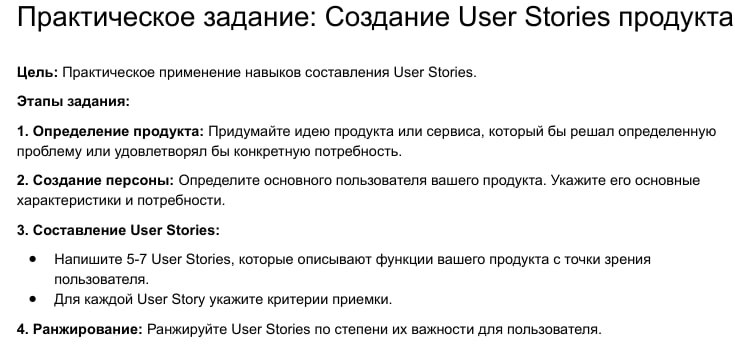 Практическое задание: Создание User Stories продукта
Цель: Практическое применение навыков составления User Stories.
Этапы задания:
1. Определение продукта: Придумайте идею продукта или сервиса, который бы решал определенную
проблему или удовлетворял бы конкретную потребность.
2. Создание персоны: Определите основного пользователя вашего продукта. Укажите его основные
характеристики и потребности.
3. Составление User Stories:
● Напишите 5-7 User Stories, которые описывают функции вашего продукта с точки зрения
пользователя.
● Для каждой User Story укажите критерии приемки.
4. Ранжирование: Ранжируйте User Stories по степени их важности для пользователя.